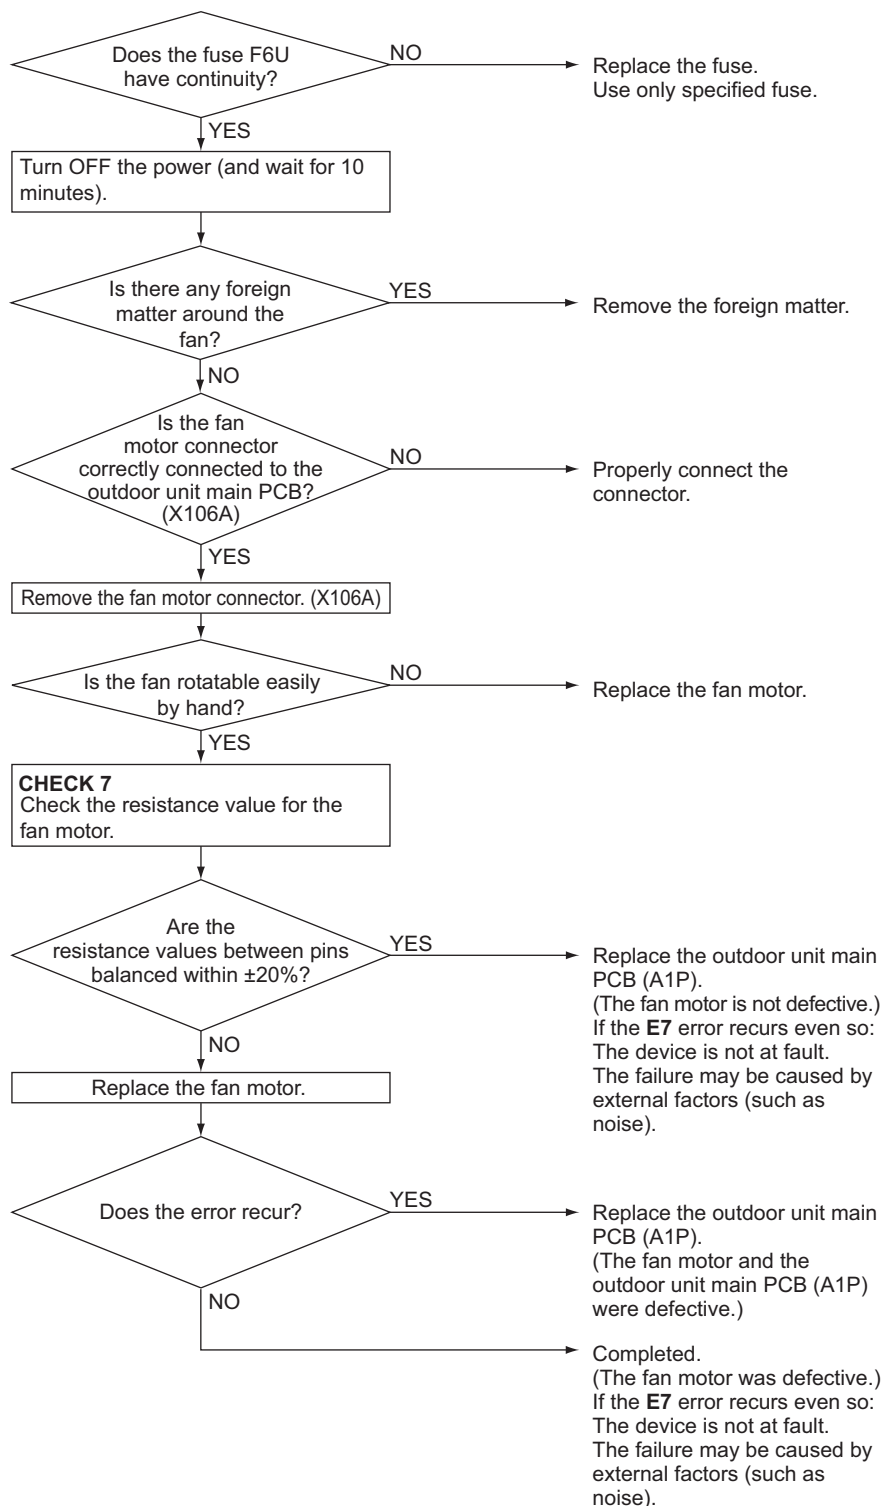 Does the fuse F6U
have continuity?
NO
Replace the fuse.
Use only specified fuse.
YES
Turn OFF the power (and wait for 10
minutes).
Is there any foreign
matter around the
fan?
YES
Remove the foreign matter.
NO
Is the fan
motor connector
correctly connected to the
outdoor unit main PCB?
(X106A)
NO
Properly connect the
connector.
YES
Remove the fan motor connector. (X106A)
Is the fan rotatable easily
by hand?
NO
Replace the fan motor.
YES
CHECK 7
Check the resistance value for the
fan motor.
Are the
resistance values between pins
balanced within ±20%?
YES
Replace the outdoor unit main
PCB (A1P).
(The fan motor is not defective.)
If the E7 error recurs even so:
The device is not at fault.
The failure may be caused by
external factors (such as
noise).
NO
Replace the fan motor.
Does the error recur?
YES
Replace the outdoor unit main
PCB (A1P).
(The fan motor and the
outdoor unit main PCB (A1P)
were defective.)
NO
Completed.
(The fan motor was defective.)
If the E7 error recurs even so:
The device is not at fault.
The failure may be caused by
external factors (such as
noise).